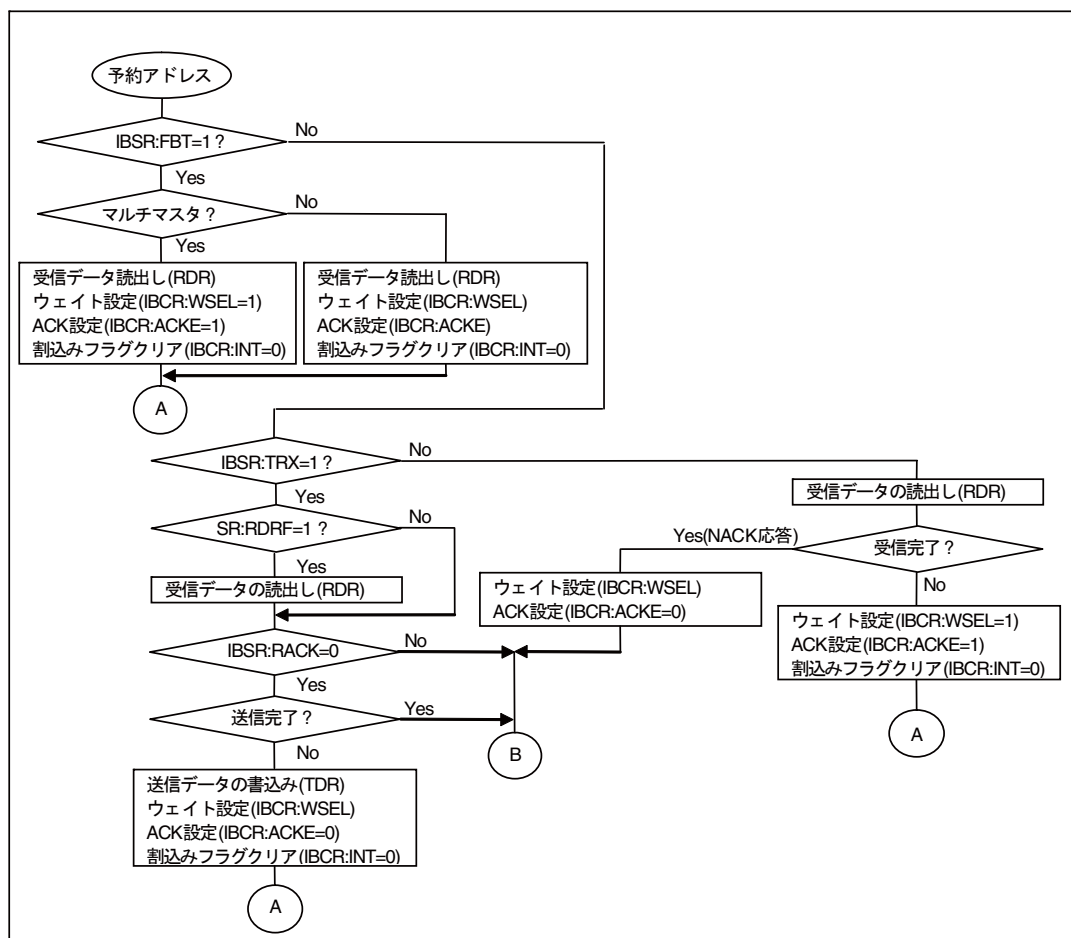 予約アドレス
IBSR:FBT=1？
No
Yes
マルチマスタ？
No
Yes
受信データ読出し(RDR)
ウェイト設定(IBCR:WSEL=1)
ACK設定(IBCR:ACKE=1)
割込みフラグクリア(IBCR:INT=0)
受信データ読出し(RDR)
ウェイト設定(IBCR:WSEL)
ACK設定(IBCR:ACKE)
割込みフラグクリア(IBCR:INT=0)
A
IBSR:TRX=1？
No
Yes
受信データの読出し(RDR)
SR:RDRF=1？
No
Yes
受信完了？
Yes(NACK応答)
No
受信データの読出し(RDR)
ウェイト設定(IBCR:WSEL)
ACK設定(IBCR:ACKE=0)
ウェイト設定(IBCR:WSEL=1)
ACK設定(IBCR:ACKE=1)
割込みフラグクリア(IBCR:INT=0)
IBSR:RACK=0
No
Yes
送信完了？
Yes
No
B
A
送信データの書込み(TDR)
ウェイト設定(IBCR:WSEL)
ACK設定(IBCR:ACKE=0)
割込みフラグクリア(IBCR:INT=0)
A